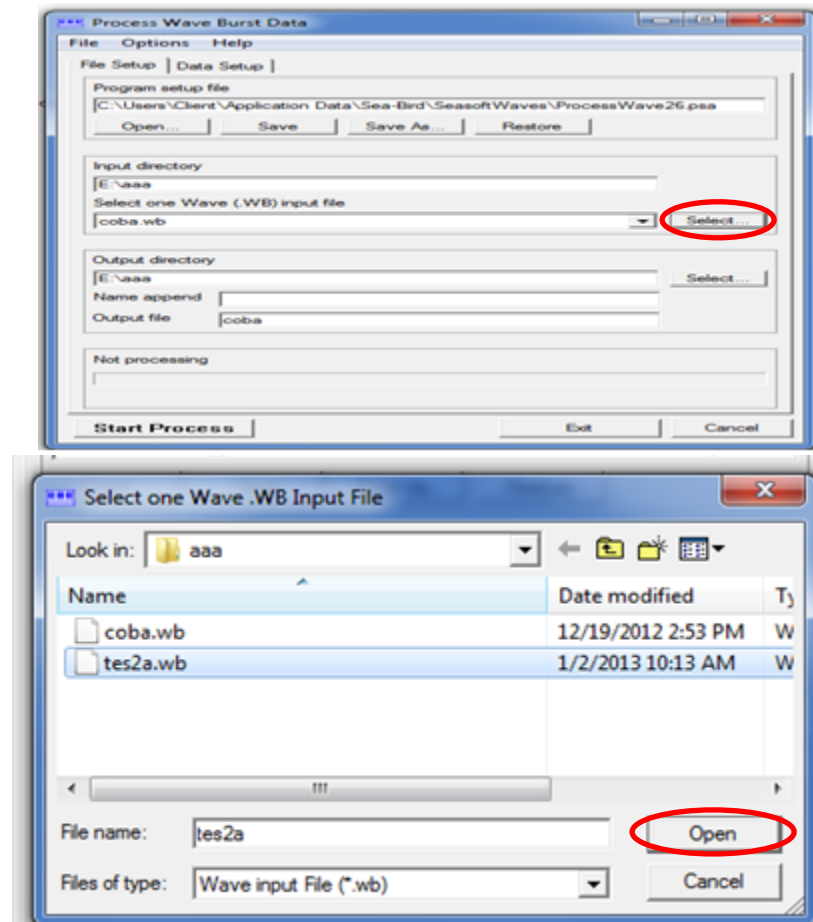 Process Wave Burst Data
File Options Help
File Setup Data Setup
Program setup file
C:\Users\Client\Application Data\Sea-Bird\SeasoftWaves\ProcessWave26.psa
Open... Save Save As... Restore
Input directory
E:\aaa
Select one Wave (.WB) input file
coba.wb Select...
Output directory
E:\aaa Select...
Name append
Output file coba
Not processing
Start Process Exit Cancel
Select one Wave .WB Input File
Look in: aaa
Name Date modified Ty
coba.wb 12/19/2012 2:53 PM W
tes2a.wb 1/2/2013 10:13 AM W
File name: tes2a Open
Files of type: Wave input File (*.wb) Cancel